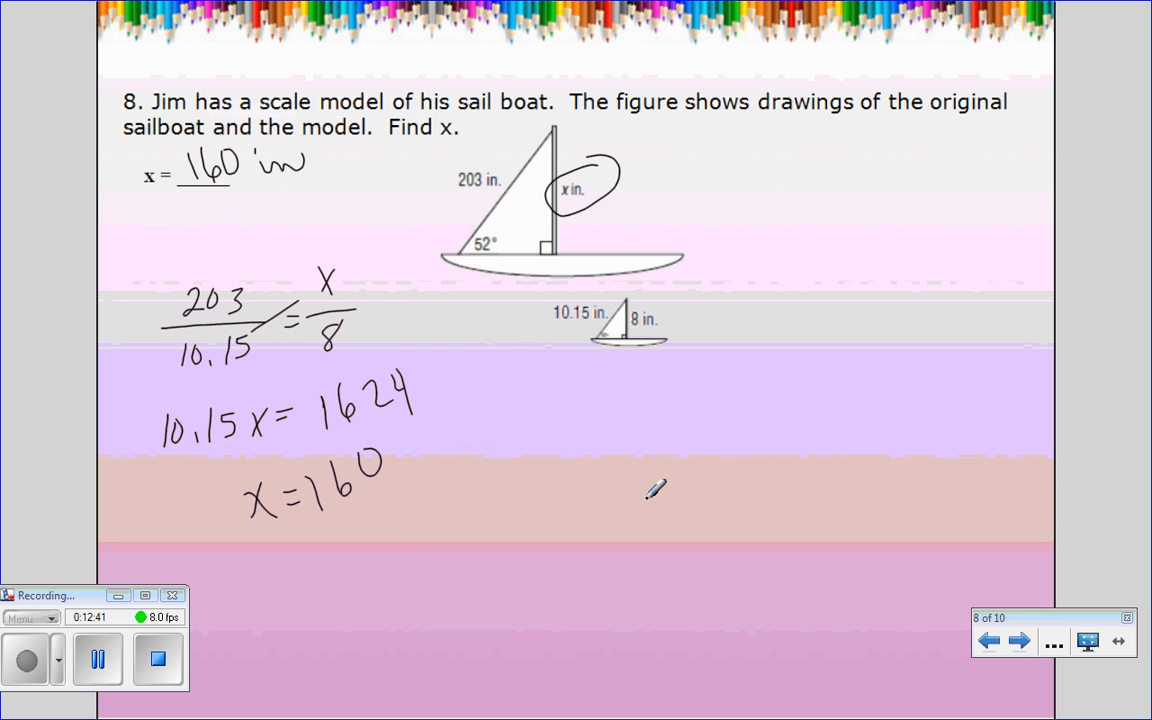 8. Jim has a scale model of his sail boat. The figure shows drawings of the original
sailboat and the model. Find x.
x = 160 in
203 in.
x in.
52°
203/10.15 = x/8
10.15 in.
8 in.
10.15 x = 1624
x = 160
Recording...
Menu
0:12:41
8.0 fps
8 of 10
...